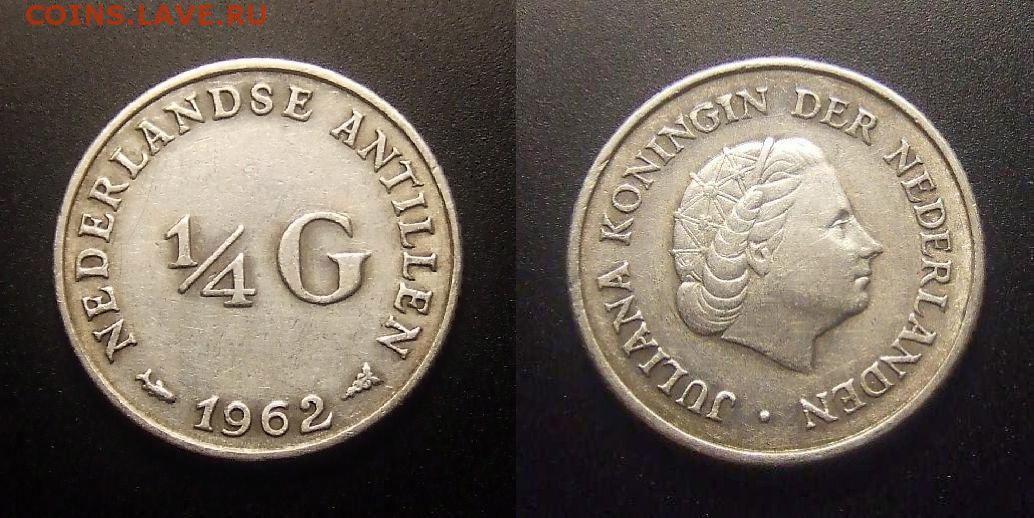 COINS.LAVE.RU
NEDERLANDSE ANTILLEN
1/4 G
1962
JULIANA KONINGIN DER NEDERLANDEN